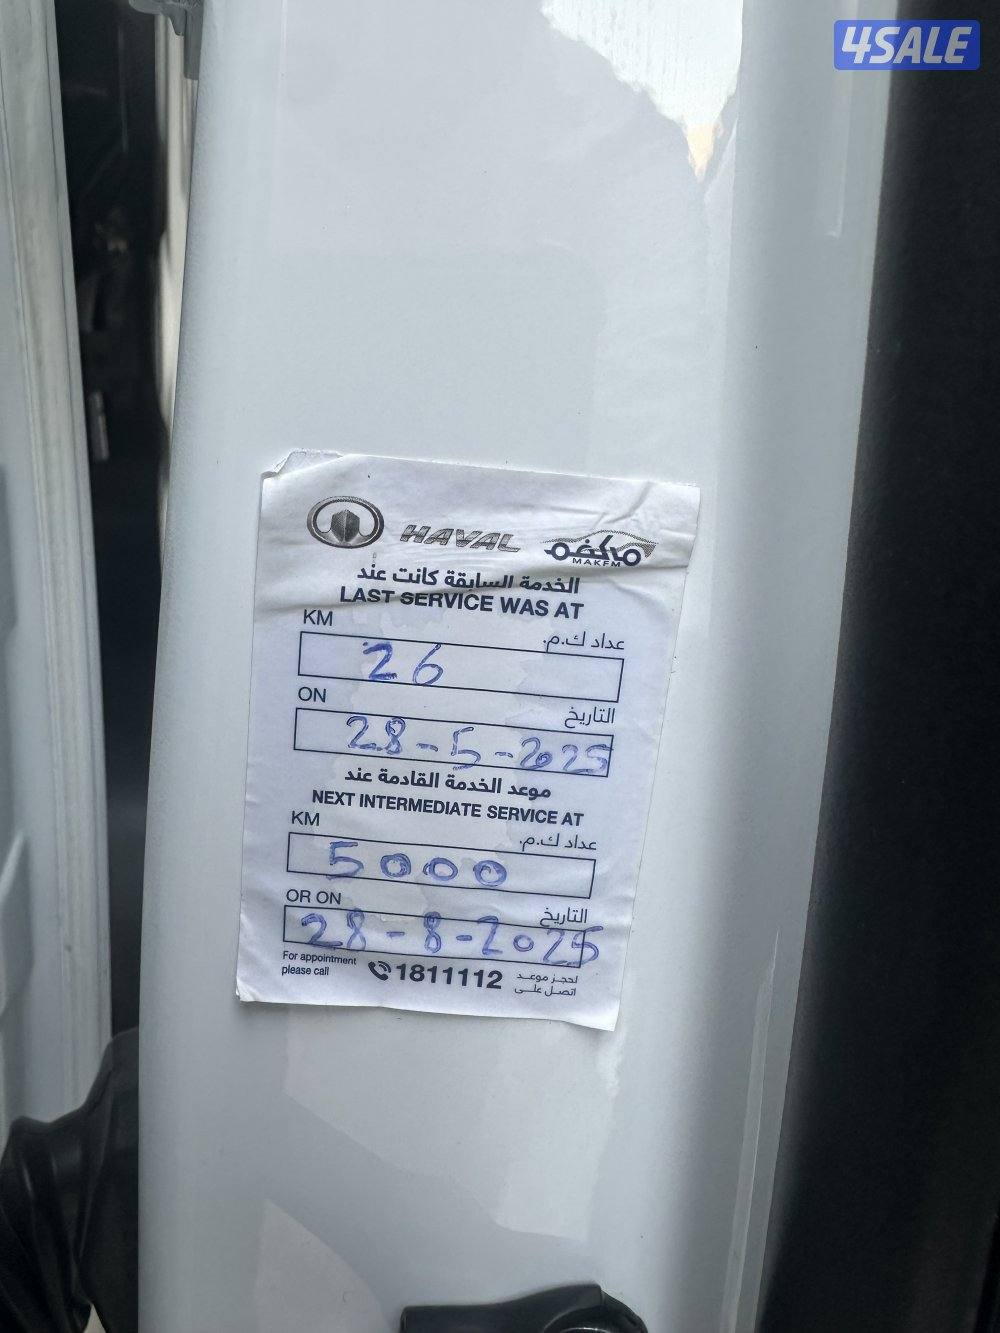 4SALE
HAVAL ماكفم
MAKFM
الخدمة السابقة كانت عند
LAST SERVICE WAS AT
KM عداد ك.م.
26
ON التاريخ
28-5-2025
موعد الخدمة القادمة عند
NEXT INTERMEDIATE SERVICE AT
KM عداد ك.م.
5000
OR ON التاريخ
28-8-2025
For appointment
please call
1811112
لحجز موعد
اتصل على